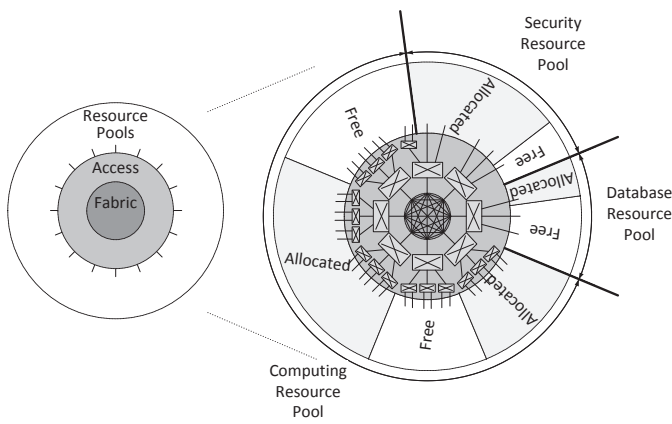 Resource
Pools
Access
Fabric
Security
Resource
Pool
Allocated
Free
Free
Allocated
Database
Resource
Pool
Free
Allocated
Allocated
Free
Computing
Resource
Pool